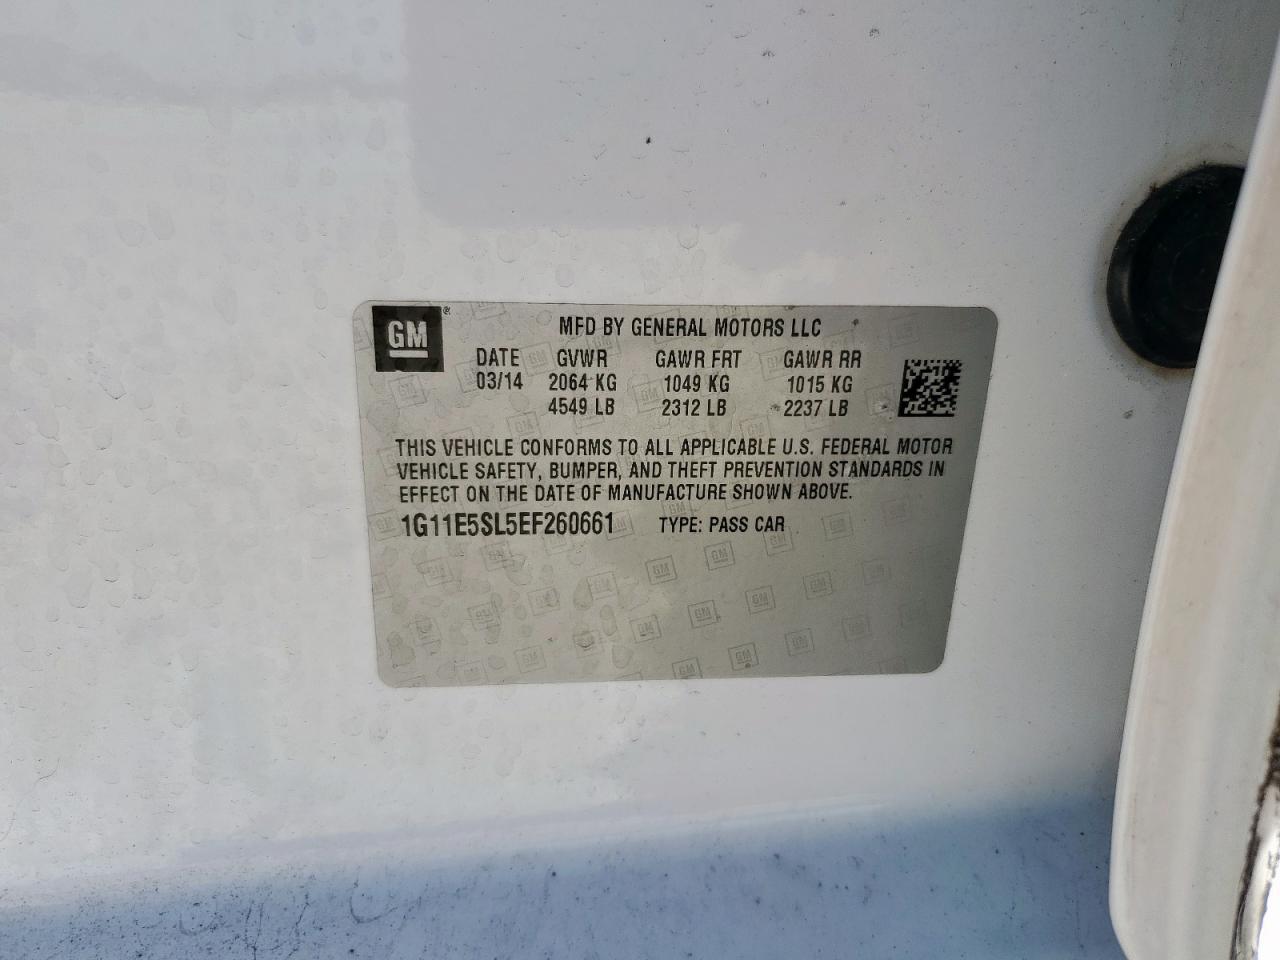 GM®
MFD BY GENERAL MOTORS LLC
DATE GVWR GAWR FRT GAWR RR
03/14 2064 KG 1049 KG 1015 KG
4549 LB 2312 LB 2237 LB
THIS VEHICLE CONFORMS TO ALL APPLICABLE U.S. FEDERAL MOTOR
VEHICLE SAFETY, BUMPER, AND THEFT PREVENTION STANDARDS IN
EFFECT ON THE DATE OF MANUFACTURE SHOWN ABOVE.
1G11E5SL5EF260661 TYPE: PASS CAR